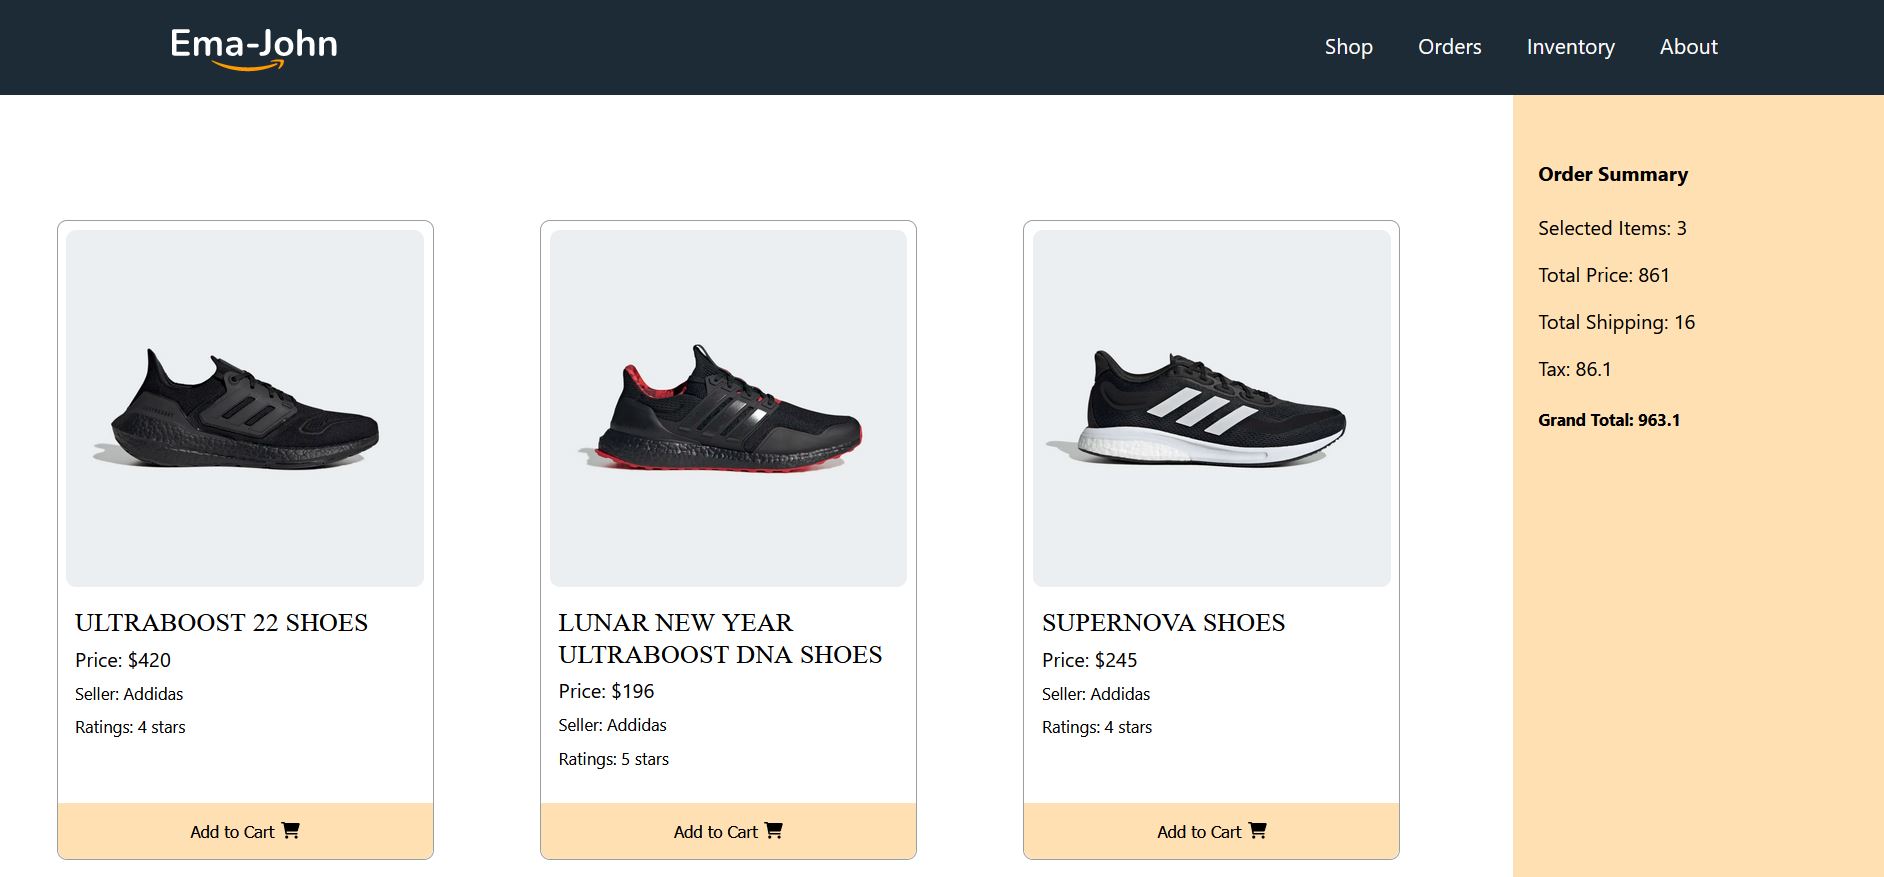 Ema-John
Shop
Orders
Inventory
About
ULTRABOOST 22 SHOES
Price: $420
Seller: Addidas
Ratings: 4 stars
Add to Cart
LUNAR NEW YEAR
ULTRABOOST DNA SHOES
Price: $196
Seller: Addidas
Ratings: 5 stars
Add to Cart
SUPERNOVA SHOES
Price: $245
Seller: Addidas
Ratings: 4 stars
Add to Cart
Order Summary
Selected Items: 3
Total Price: 861
Total Shipping: 16
Tax: 86.1
Grand Total: 963.1